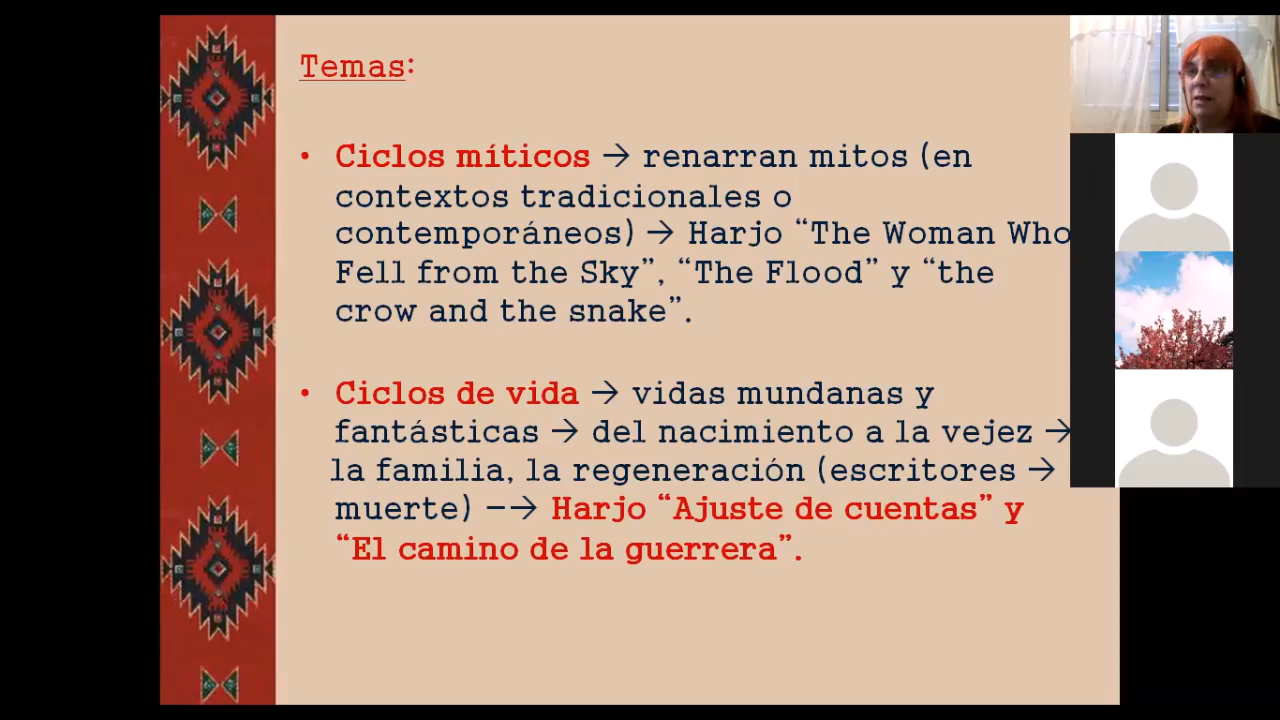 Temas:
• Ciclos míticos → renarran mitos (en
contextos tradicionales o
contemporáneos) → Harjo “The Woman Who
Fell from the Sky”, “The Flood” y “the
crow and the snake”.
• Ciclos de vida → vidas mundanas y
fantásticas → del nacimiento a la vejez →
la familia, la regeneración (escritores →
muerte) –→ Harjo “Ajuste de cuentas” y
“El camino de la guerrera”.